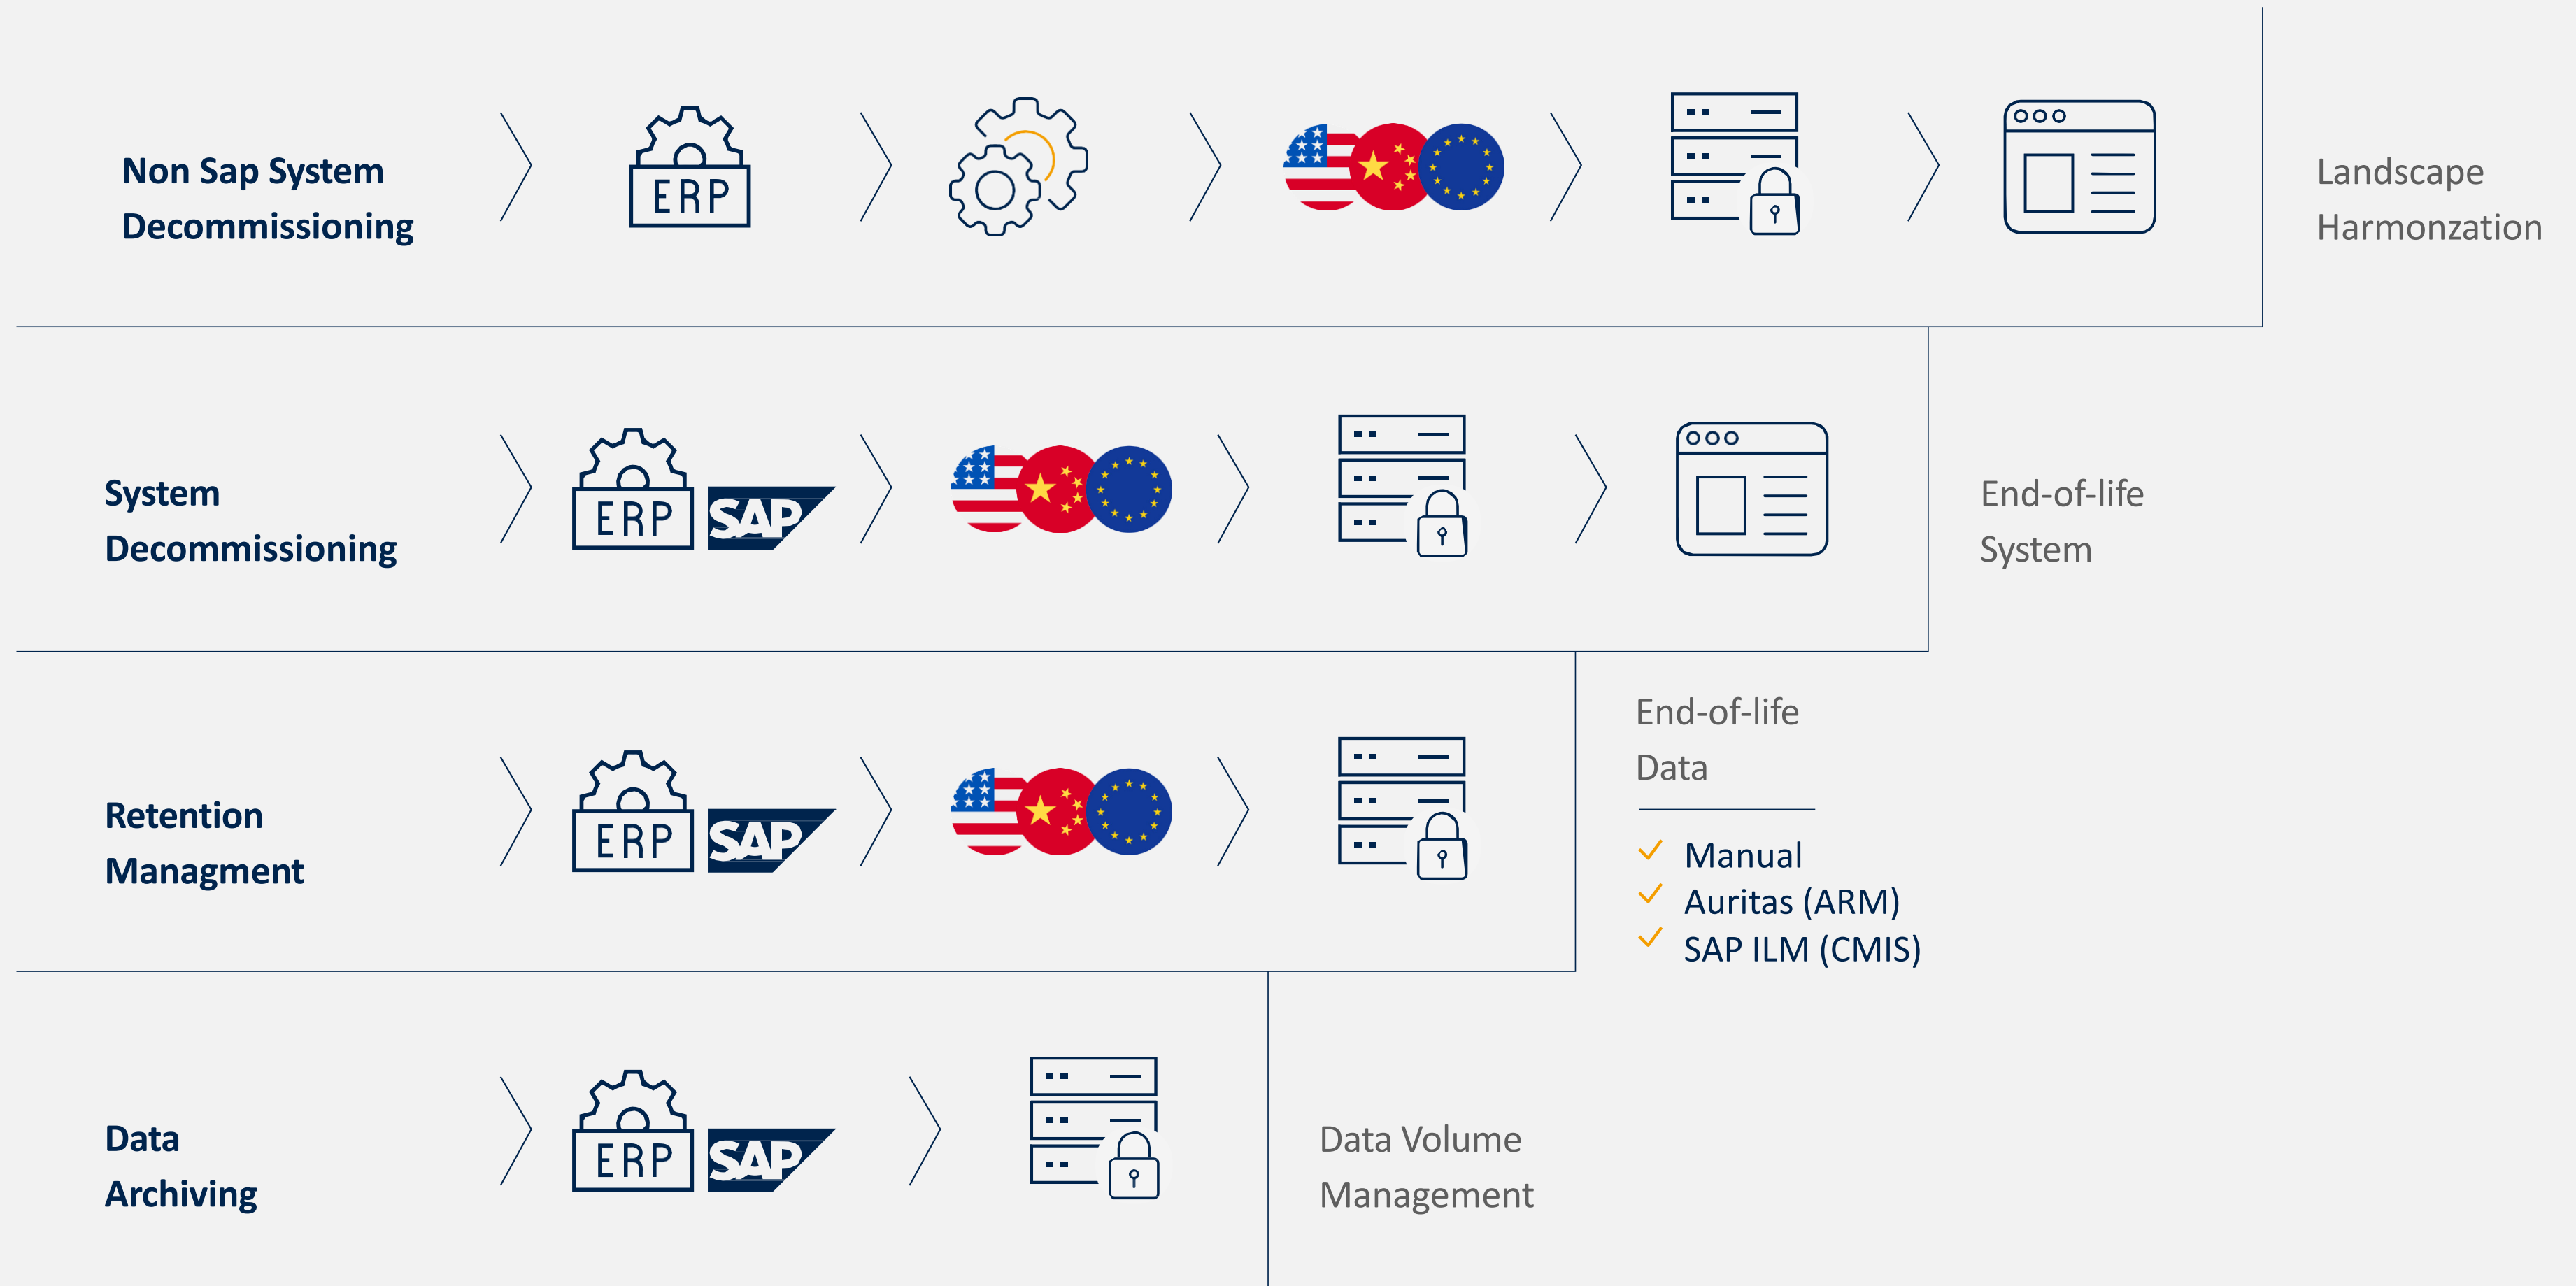 Non Sap System
Decommissioning
ERP
Landscape
Harmonzation
System
Decommissioning
ERP
SAP
End-of-life
System
Retention
Managment
ERP
SAP
End-of-life
Data
Manual
Auritas (ARM)
SAP ILM (CMIS)
Data
Archiving
ERP
SAP
Data Volume
Management